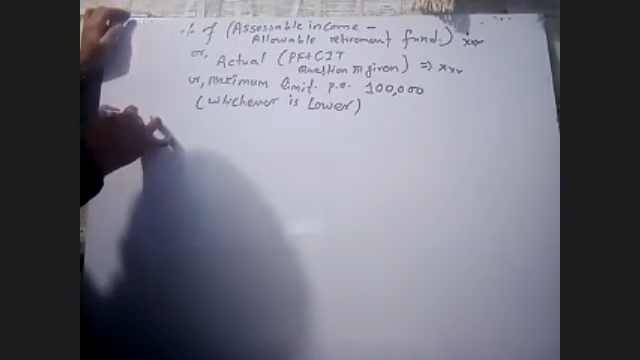 % of (Assessable income -
Allowable retirement fund.) xxx
or, Actual (PF+CIT
Question म given) => xxx
or, maximum limit. p.a. 100,000
(whichever is lower)